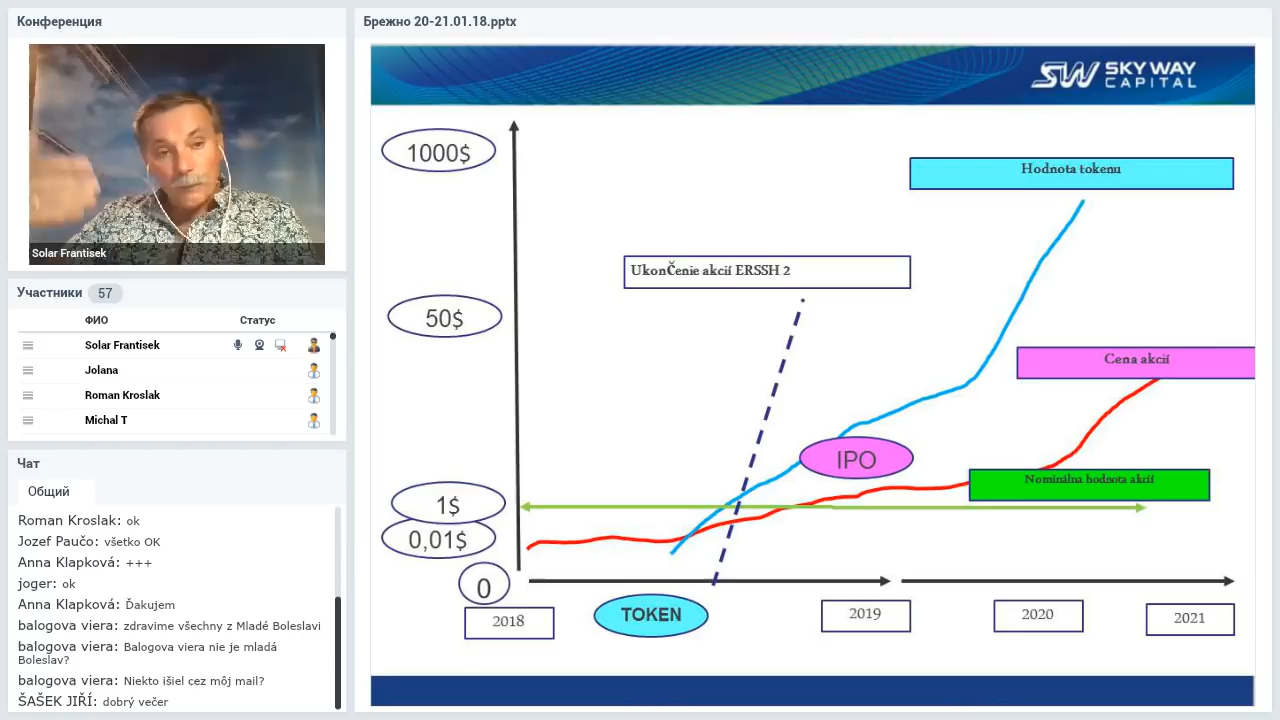 Конференция
Solar Frantisek
Участники 57
ФИО Статус
Solar Frantisek
Jolana
Roman Kroslak
Michal T
Чат
Общий
Roman Kroslak: ok
Jozef Paučo: všetko OK
Anna Klapková: +++
joger: ok
Anna Klapková: Ďakujem
balogova viera: zdravime všechny z Mladé Boleslavi
balogova viera: Balogova viera nie je mladá
Boleslav?
balogova viera: Niekto išiel cez môj mail?
ŠAŠEK JIŘÍ: dobrý večer
Брежно 20-21.01.18.pptx
SKY WAY
CAPITAL
1000$
Hodnota tokenu
UkonČenie akcií ERSSH 2
50$
Cena akcií
IPO
Nominálna hodnota akcií
1$
0,01$
0
2018
TOKEN
2019
2020
2021